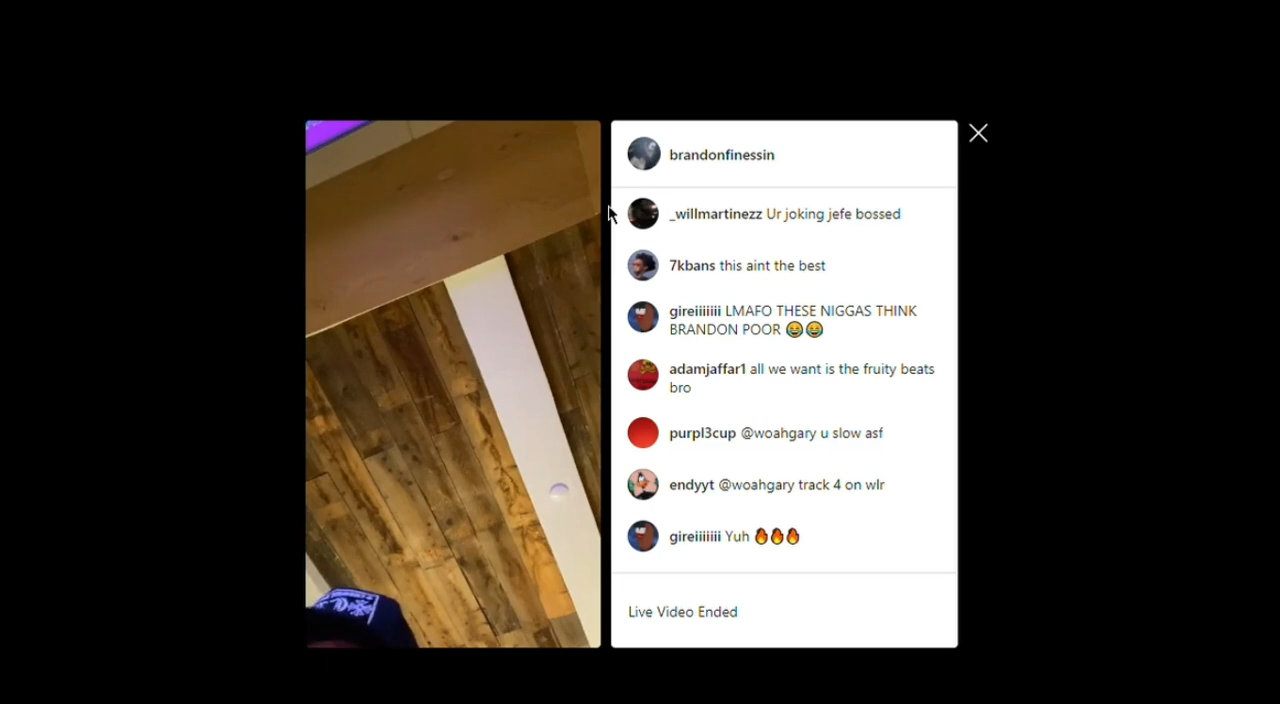 brandonfinessin
_willmartinezz Ur joking jefe bossed
7kbans this aint the best
gireiiiiiii LMAFO THESE NIGGAS THINK
BRANDON POOR 😂😂
adamjaffar1 all we want is the fruity beats
bro
purpl3cup @woahgary u slow asf
endyyt @woahgary track 4 on wlr
gireiiiiiii Yuh 🔥🔥🔥
Live Video Ended